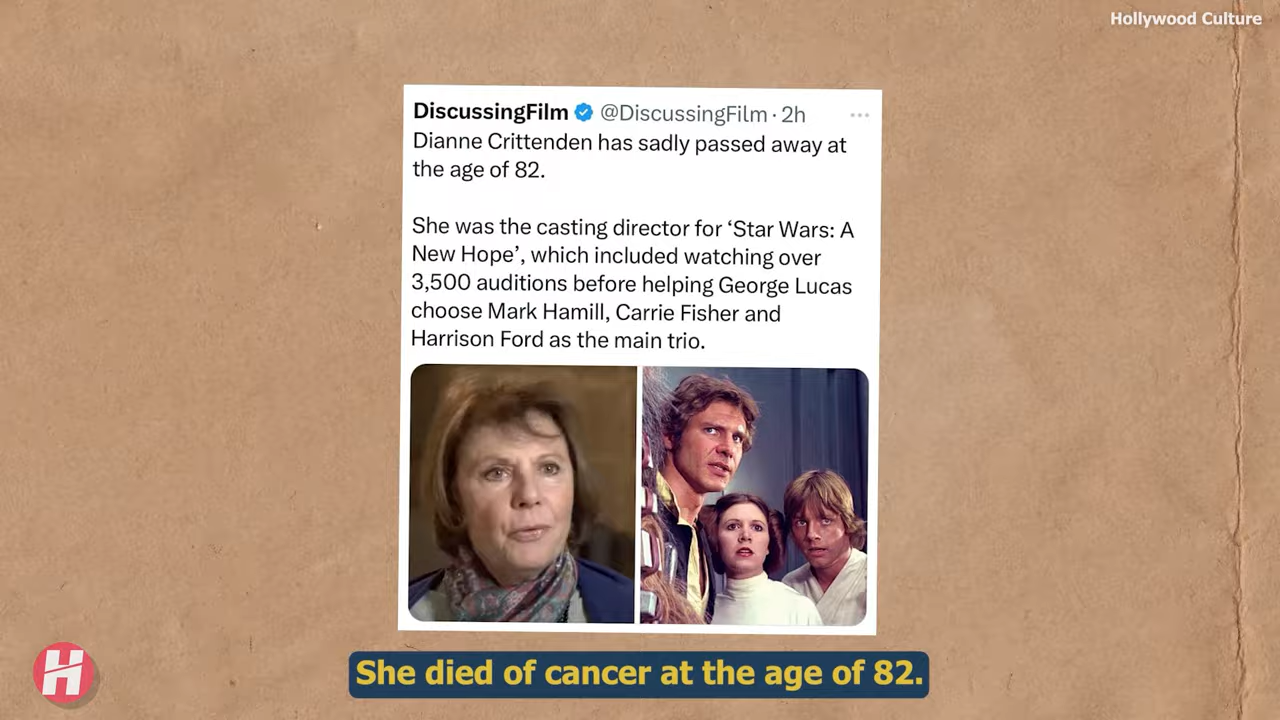 Hollywood Culture
DiscussingFilm @DiscussingFilm · 2h
Dianne Crittenden has sadly passed away at
the age of 82.
She was the casting director for ‘Star Wars: A
New Hope’, which included watching over
3,500 auditions before helping George Lucas
choose Mark Hamill, Carrie Fisher and
Harrison Ford as the main trio.
H
She died of cancer at the age of 82.